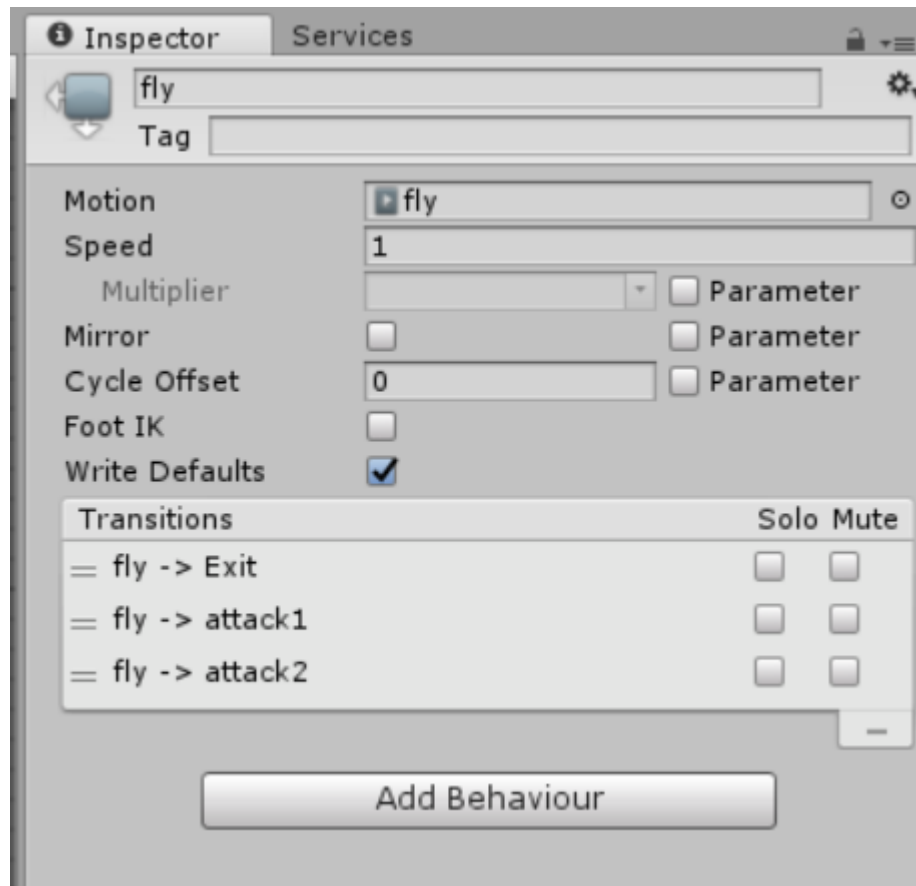 Inspector Services
fly
Tag
Motion fly
Speed 1
Multiplier Parameter
Mirror Parameter
Cycle Offset 0 Parameter
Foot IK
Write Defaults
Transitions Solo Mute
fly -> Exit
fly -> attack1
fly -> attack2
Add Behaviour